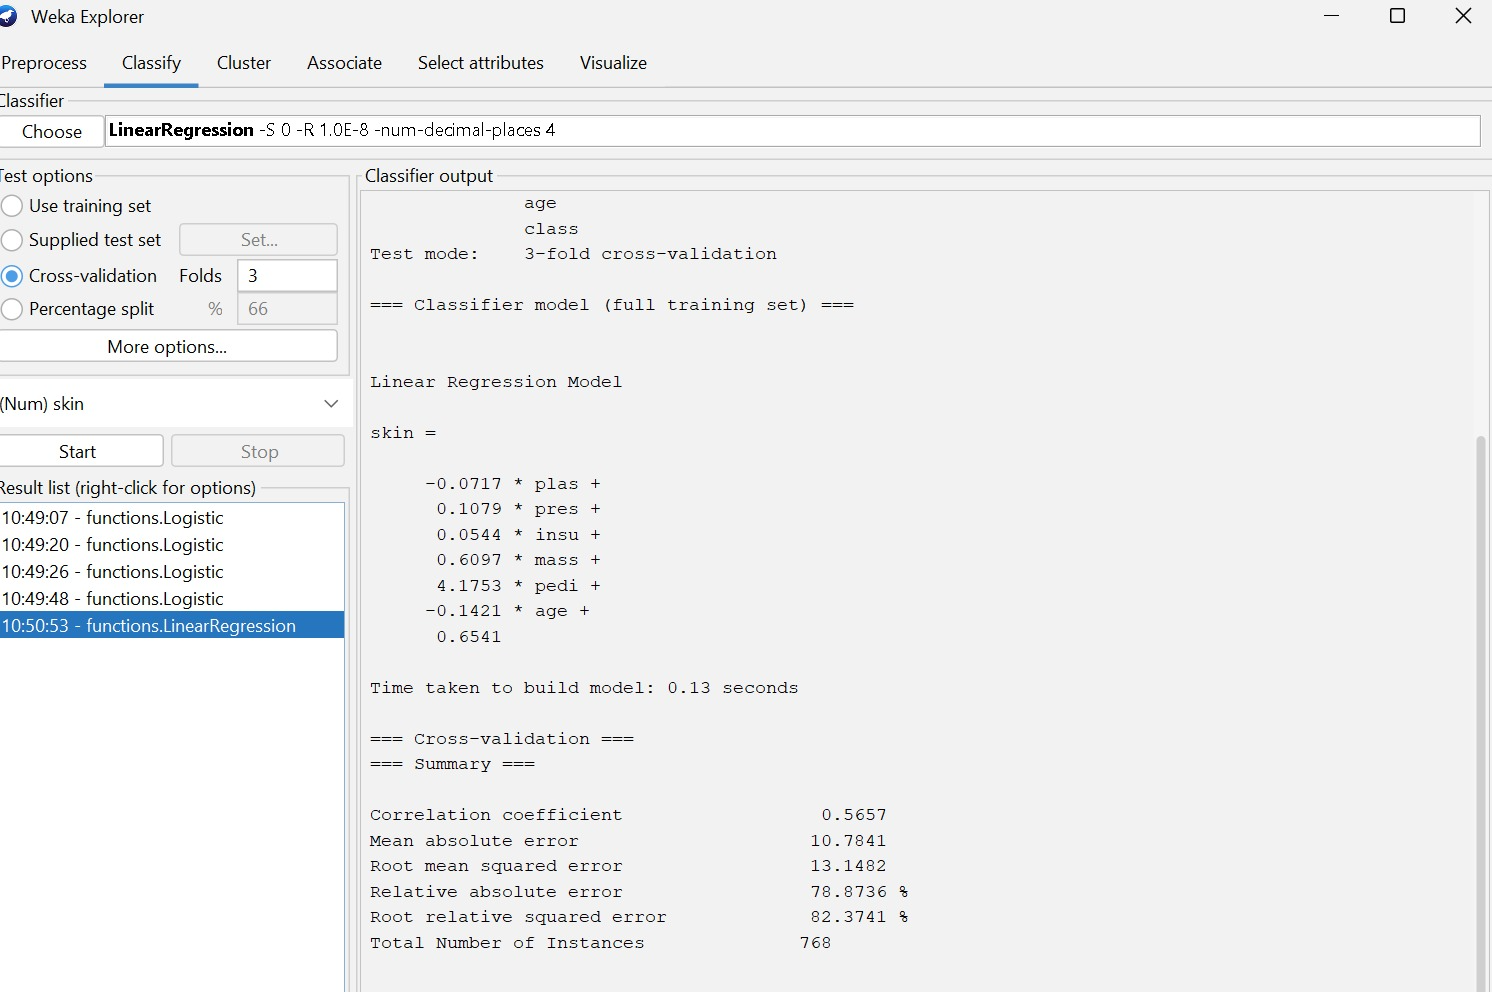 Weka Explorer
Preprocess Classify Cluster Associate Select attributes Visualize
Classifier
Choose LinearRegression -S 0 -R 1.0E-8 -num-decimal-places 4
Test options
Use training set
Supplied test set Set...
Cross-validation Folds 3
Percentage split % 66
More options...
(Num) skin
Start Stop
Result list (right-click for options)
10:49:07 - functions.Logistic
10:49:20 - functions.Logistic
10:49:26 - functions.Logistic
10:49:48 - functions.Logistic
10:50:53 - functions.LinearRegression
Classifier output
age
class
Test mode: 3-fold cross-validation
=== Classifier model (full training set) ===
Linear Regression Model
skin =
-0.0717 * plas +
0.1079 * pres +
0.0544 * insu +
0.6097 * mass +
4.1753 * pedi +
-0.1421 * age +
0.6541
Time taken to build model: 0.13 seconds
=== Cross-validation ===
=== Summary ===
Correlation coefficient 0.5657
Mean absolute error 10.7841
Root mean squared error 13.1482
Relative absolute error 78.8736 %
Root relative squared error 82.3741 %
Total Number of Instances 768